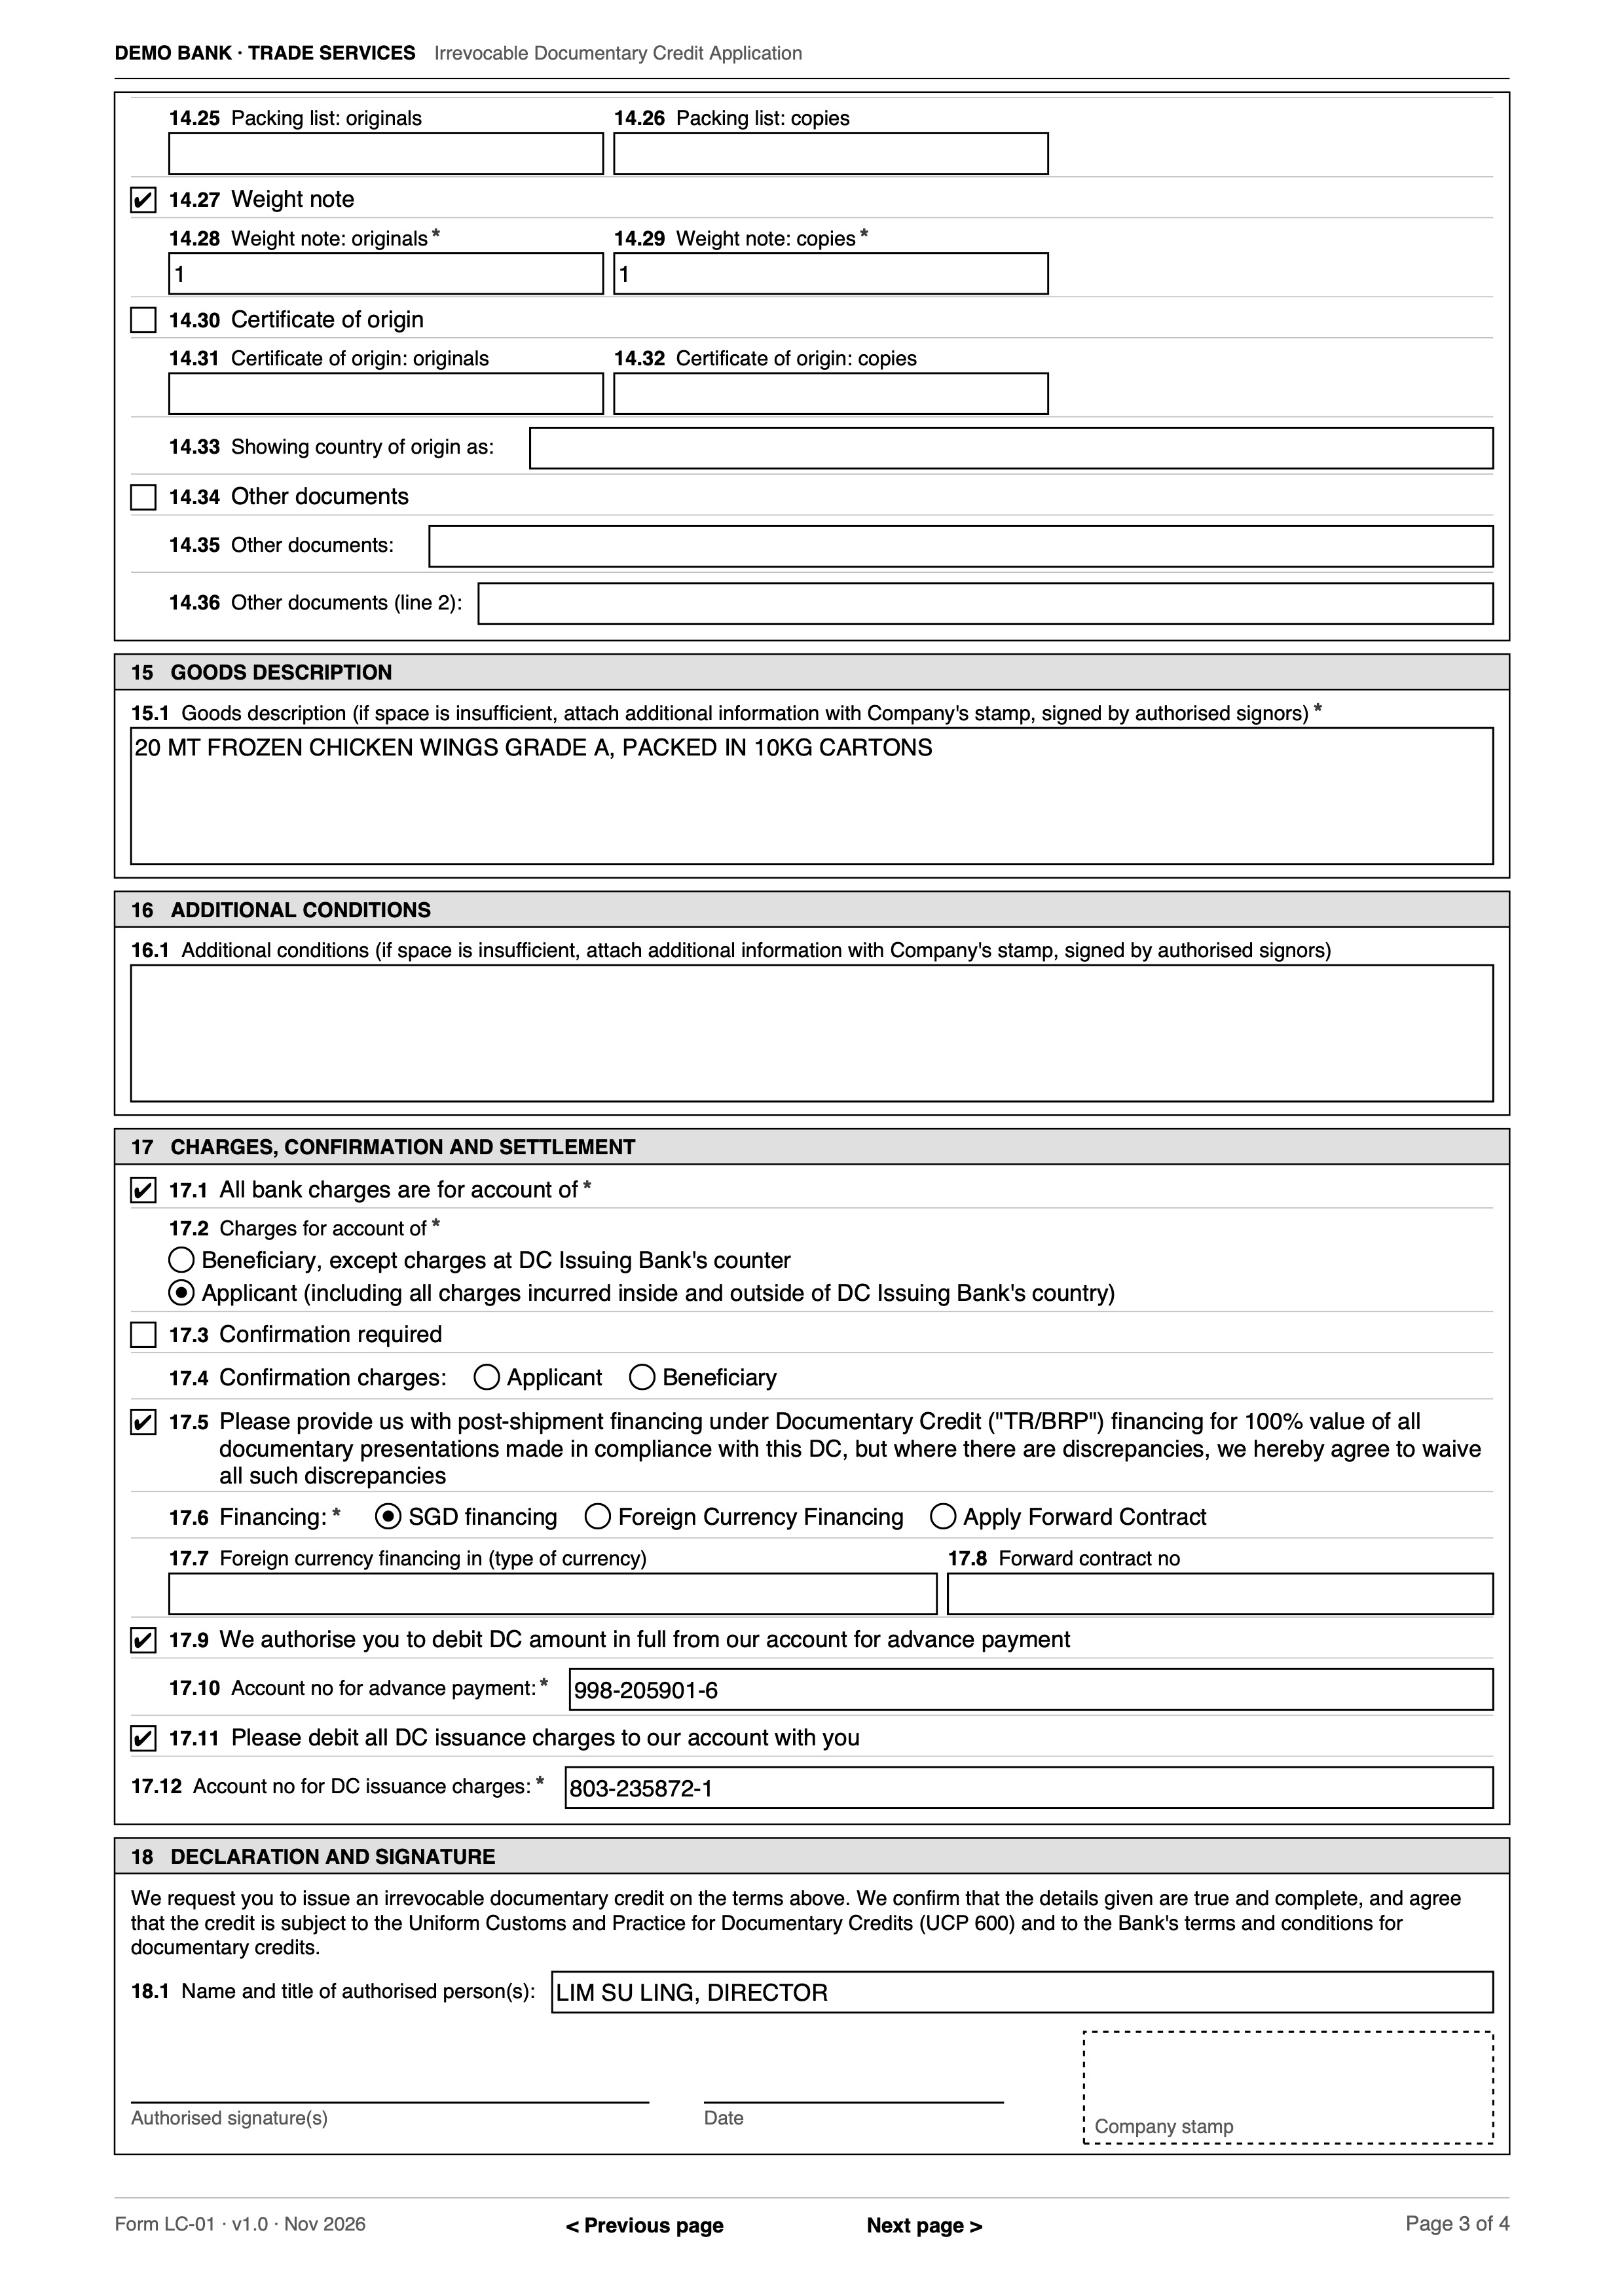 DEMO BANK · TRADE SERVICES Irrevocable Documentary Credit Application
14.25 Packing list: originals 14.26 Packing list: copies
✔ 14.27 Weight note
14.28 Weight note: originals * 14.29 Weight note: copies *
1 1
14.30 Certificate of origin
14.31 Certificate of origin: originals 14.32 Certificate of origin: copies
14.33 Showing country of origin as:
14.34 Other documents
14.35 Other documents:
14.36 Other documents (line 2):
15 GOODS DESCRIPTION
15.1 Goods description (if space is insufficient, attach additional information with Company's stamp, signed by authorised signors) *
20 MT FROZEN CHICKEN WINGS GRADE A, PACKED IN 10KG CARTONS
16 ADDITIONAL CONDITIONS
16.1 Additional conditions (if space is insufficient, attach additional information with Company's stamp, signed by authorised signors)
17 CHARGES, CONFIRMATION AND SETTLEMENT
✔ 17.1 All bank charges are for account of *
17.2 Charges for account of *
Beneficiary, except charges at DC Issuing Bank's counter
Applicant (including all charges incurred inside and outside of DC Issuing Bank's country)
17.3 Confirmation required
17.4 Confirmation charges: Applicant Beneficiary
✔ 17.5 Please provide us with post-shipment financing under Documentary Credit ("TR/BRP") financing for 100% value of all
documentary presentations made in compliance with this DC, but where there are discrepancies, we hereby agree to waive
all such discrepancies
17.6 Financing: * SGD financing Foreign Currency Financing Apply Forward Contract
17.7 Foreign currency financing in (type of currency) 17.8 Forward contract no
✔ 17.9 We authorise you to debit DC amount in full from our account for advance payment
17.10 Account no for advance payment: * 998-205901-6
✔ 17.11 Please debit all DC issuance charges to our account with you
17.12 Account no for DC issuance charges: * 803-235872-1
18 DECLARATION AND SIGNATURE
We request you to issue an irrevocable documentary credit on the terms above. We confirm that the details given are true and complete, and agree
that the credit is subject to the Uniform Customs and Practice for Documentary Credits (UCP 600) and to the Bank's terms and conditions for
documentary credits.
18.1 Name and title of authorised person(s): LIM SU LING, DIRECTOR
Authorised signature(s) Date Company stamp
Form LC-01 · v1.0 · Nov 2026 < Previous page Next page > Page 3 of 4